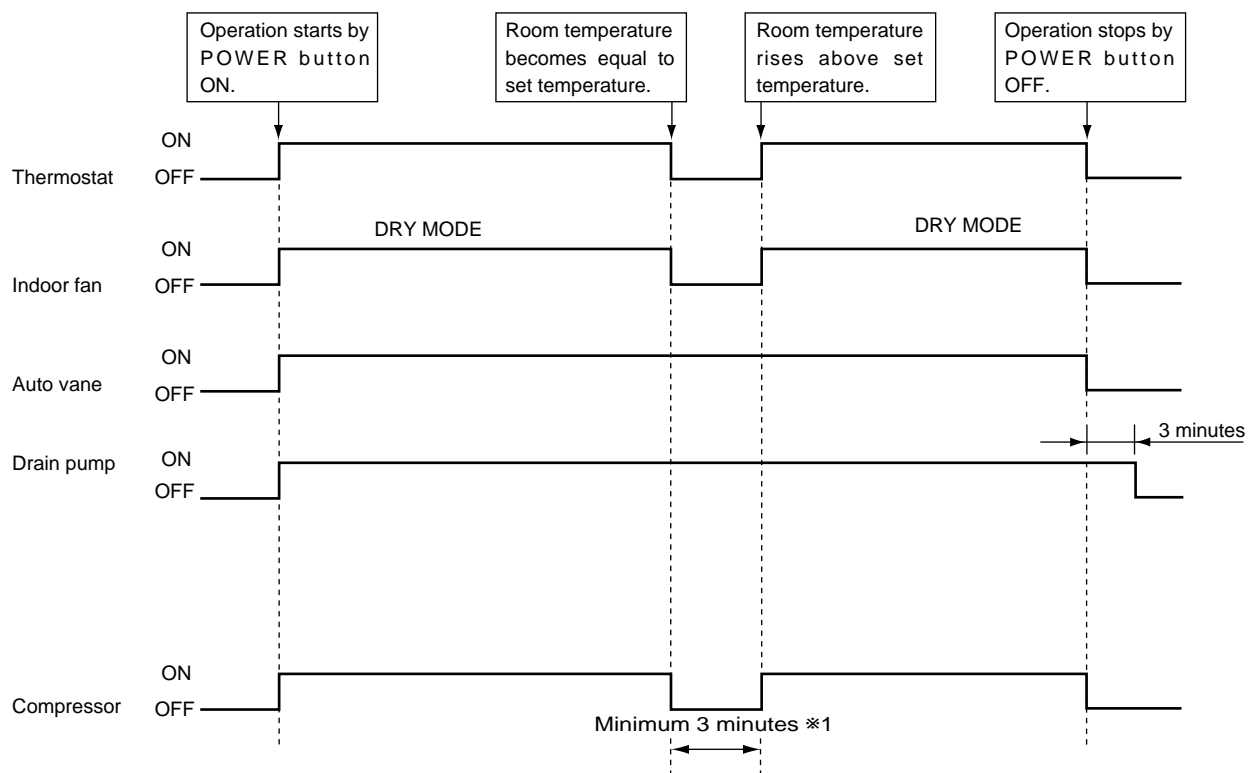 Operation starts by
POWER button
ON.
Room temperature
becomes equal to
set temperature.
Room temperature
rises above set
temperature.
Operation stops by
POWER button
OFF.
ON
Thermostat OFF
DRY MODE DRY MODE
ON
Indoor fan OFF
ON
Auto vane OFF
3 minutes
ON
Drain pump OFF
ON
Compressor OFF
Minimum 3 minutes ※1